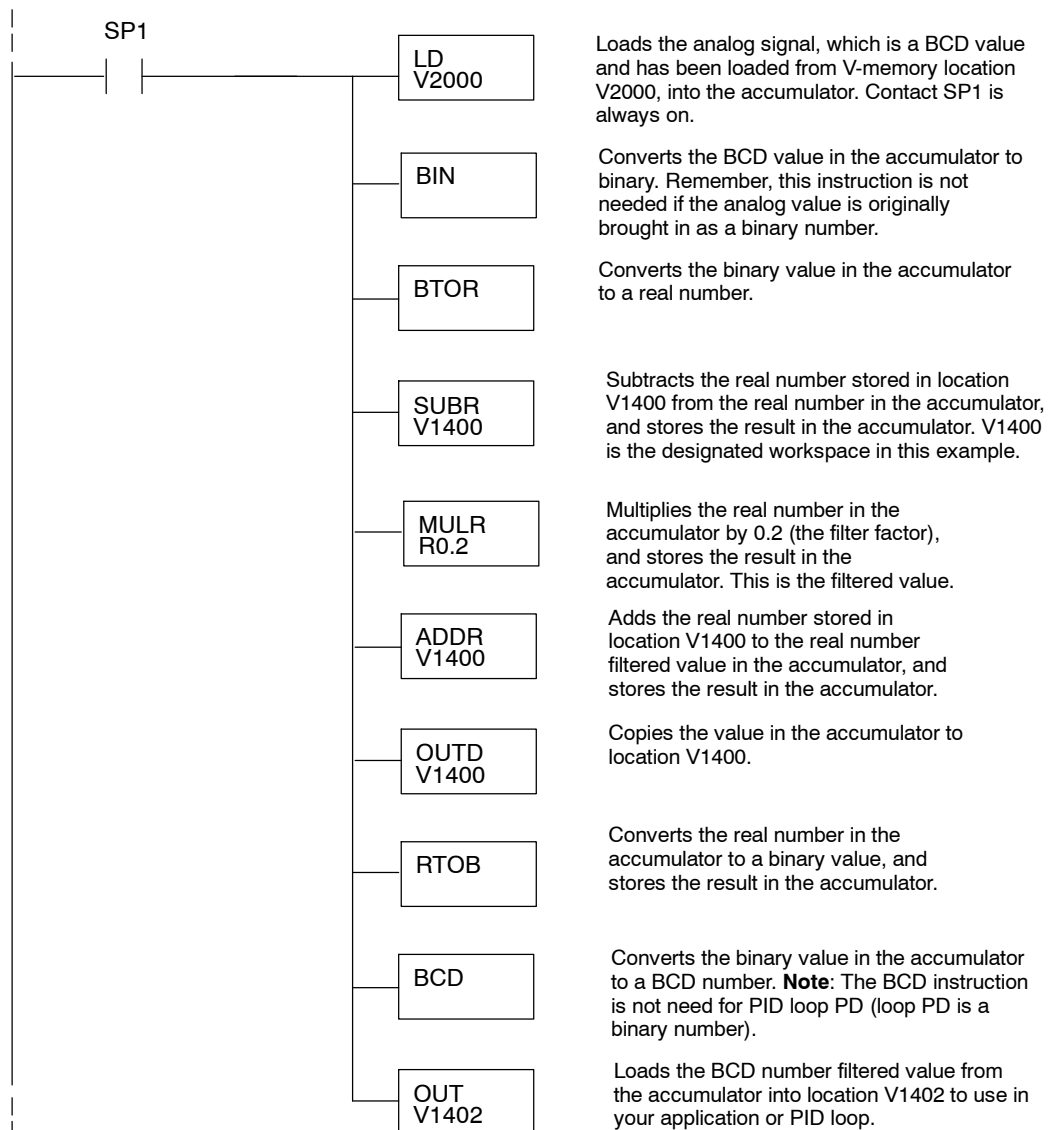 SP1
LD
V2000
Loads the analog signal, which is a BCD value
and has been loaded from V-memory location
V2000, into the accumulator. Contact SP1 is
always on.
BIN
Converts the BCD value in the accumulator to
binary. Remember, this instruction is not
needed if the analog value is originally
brought in as a binary number.
BTOR
Converts the binary value in the accumulator
to a real number.
SUBR
V1400
Subtracts the real number stored in location
V1400 from the real number in the accumulator,
and stores the result in the accumulator. V1400
is the designated workspace in this example.
MULR
R0.2
Multiplies the real number in the
accumulator by 0.2 (the filter factor),
and stores the result in the
accumulator. This is the filtered value.
ADDR
V1400
Adds the real number stored in
location V1400 to the real number
filtered value in the accumulator, and
stores the result in the accumulator.
OUTD
V1400
Copies the value in the accumulator to
location V1400.
RTOB
Converts the real number in the
accumulator to a binary value, and
stores the result in the accumulator.
BCD
Converts the binary value in the accumulator
to a BCD number. Note: The BCD instruction
is not need for PID loop PD (loop PD is a
binary number).
OUT
V1402
Loads the BCD number filtered value from
the accumulator into location V1402 to use in
your application or PID loop.